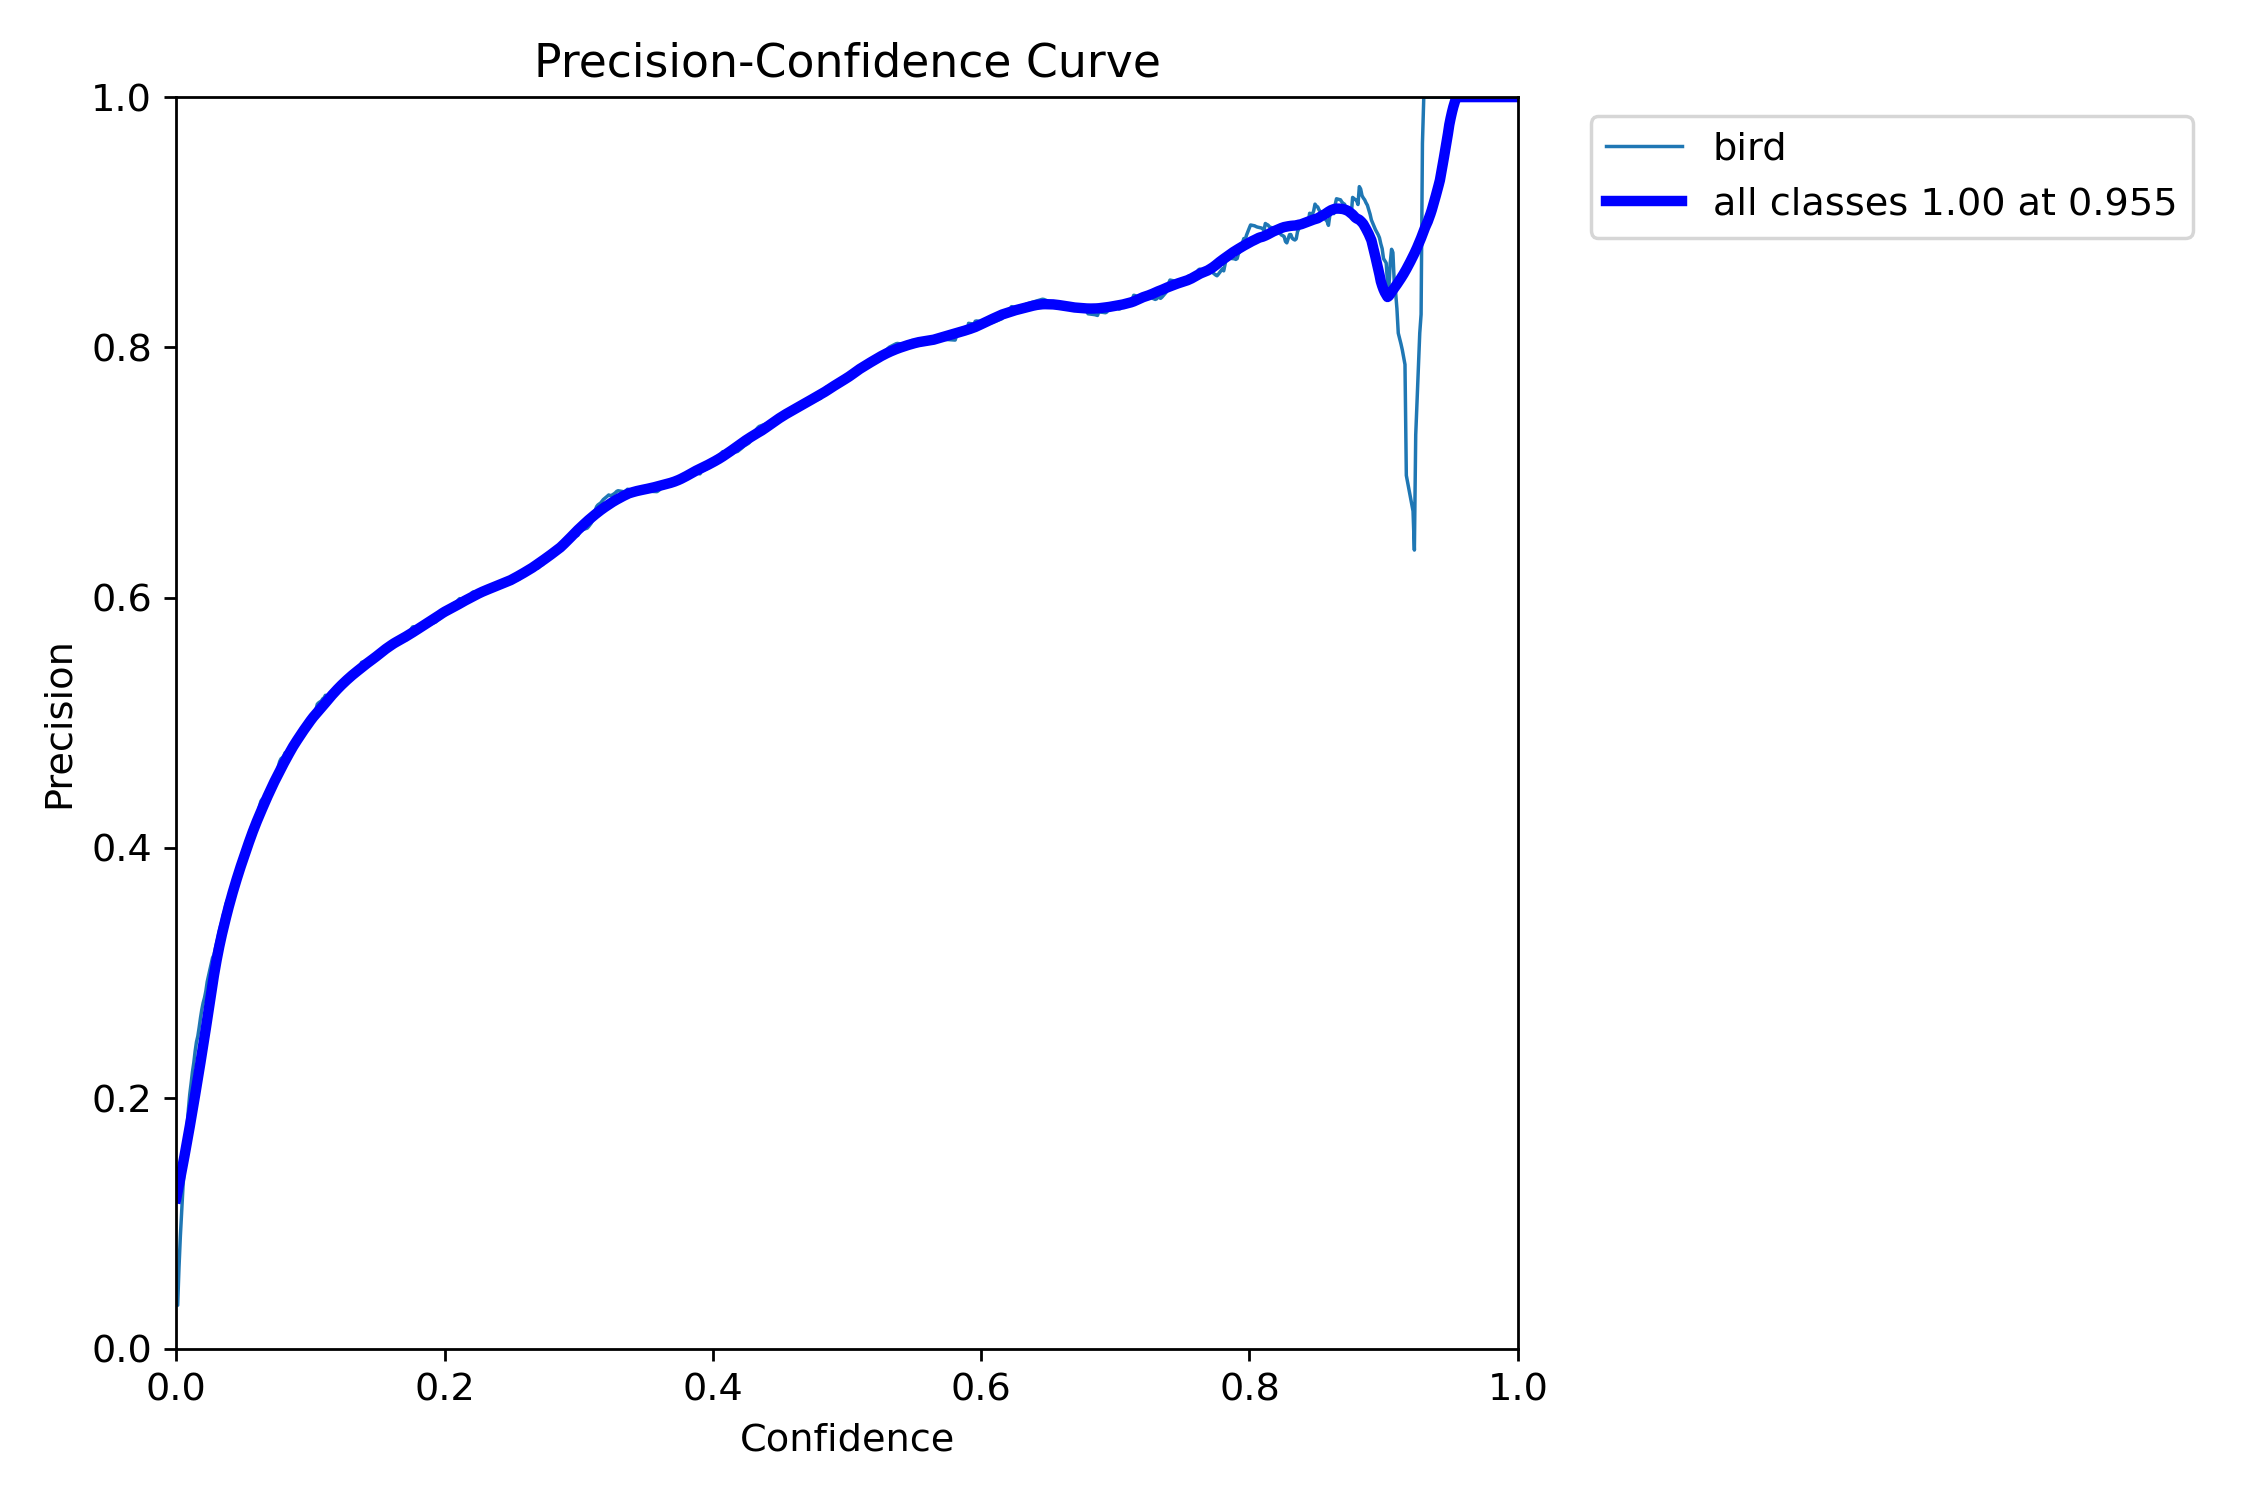 Precision-Confidence Curve
1.0
0.8
0.6
0.4
0.2
0.0
Precision
0.0 0.2 0.4 0.6 0.8 1.0
Confidence
bird
all classes 1.00 at 0.955